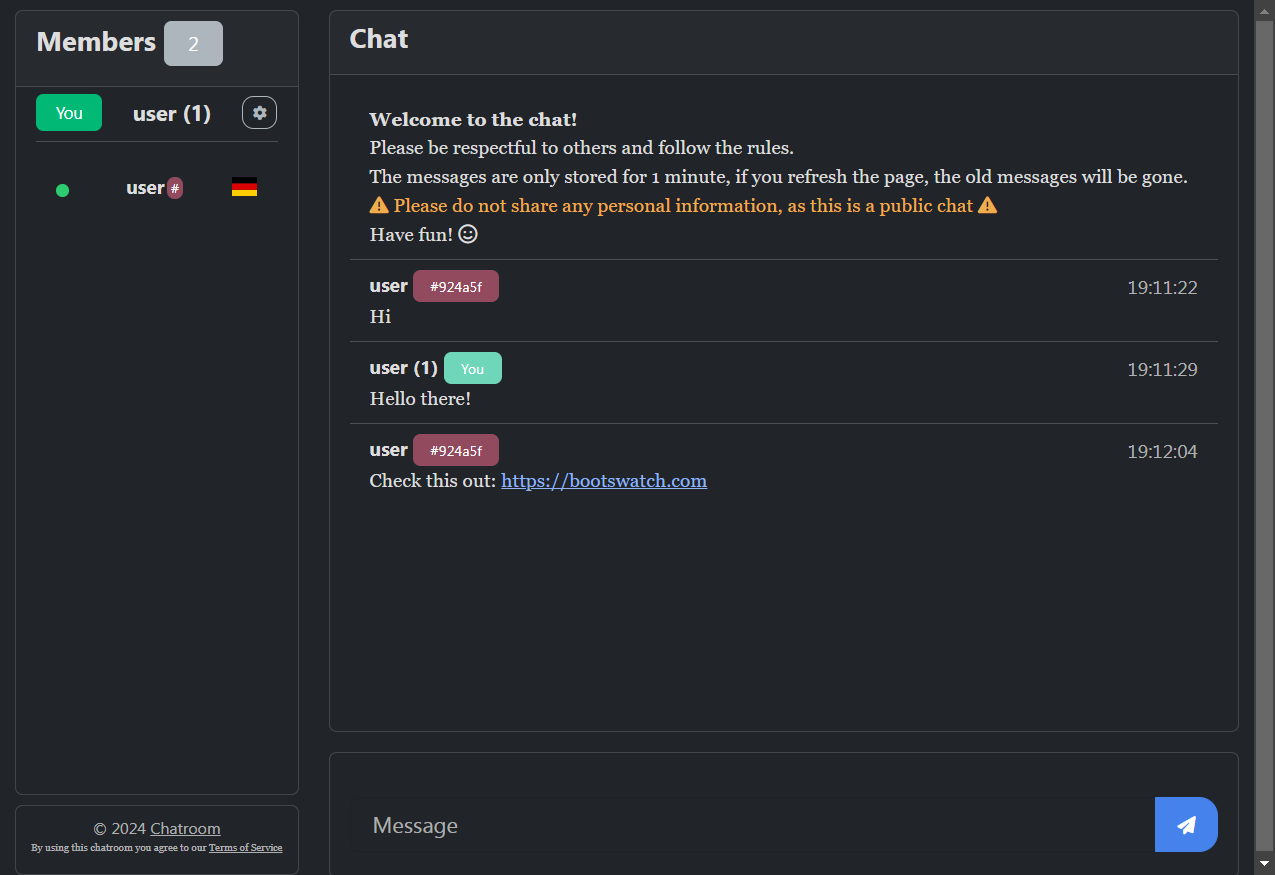 Members 2
You user (1)
user #
© 2024 Chatroom
By using this chatroom you agree to our Terms of Service
Chat
Welcome to the chat!
Please be respectful to others and follow the rules.
The messages are only stored for 1 minute, if you refresh the page, the old messages will be gone.
Please do not share any personal information, as this is a public chat
Have fun!
user #924a5f 19:11:22
Hi
user (1) You 19:11:29
Hello there!
user #924a5f 19:12:04
Check this out: https://bootswatch.com
Message